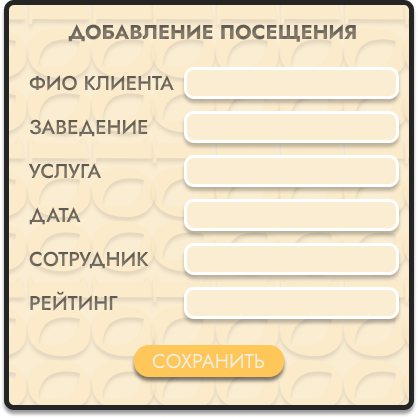 ДОБАВЛЕНИЕ ПОСЕЩЕНИЯ
ФИО КЛИЕНТА
ЗАВЕДЕНИЕ
УСЛУГА
ДАТА
СОТРУДНИК
РЕЙТИНГ
СОХРАНИТЬ